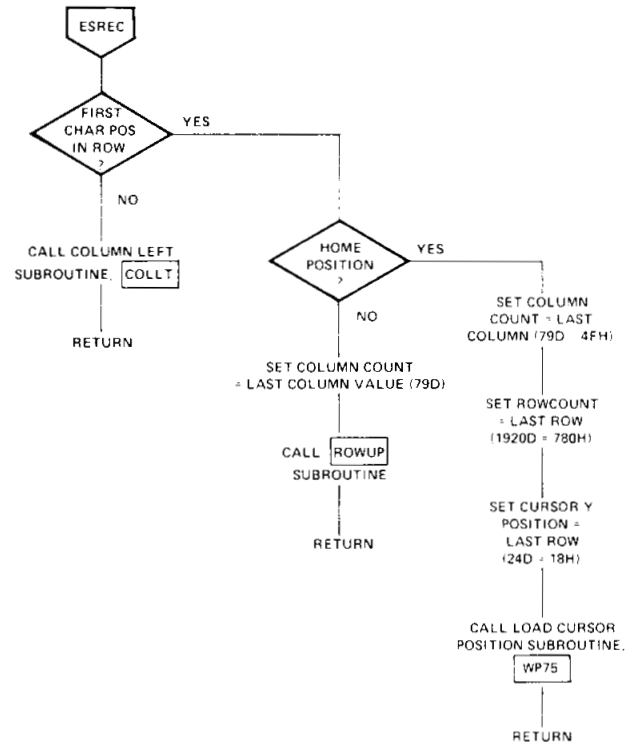 ESREC
FIRST
CHAR POS
IN ROW
?
YES
NO
CALL COLUMN LEFT
SUBROUTINE, COLLT
RETURN
HOME
POSITION
?
YES
NO
SET COLUMN COUNT
= LAST COLUMN VALUE (79D)
CALL ROWUP
SUBROUTINE
RETURN
SET COLUMN
COUNT = LAST
COLUMN (79D = 4FH)
SET ROWCOUNT
= LAST ROW
(1920D = 780H)
SET CURSOR Y
POSITION =
LAST ROW
(24D = 18H)
CALL LOAD CURSOR
POSITION SUBROUTINE,
WP75
RETURN